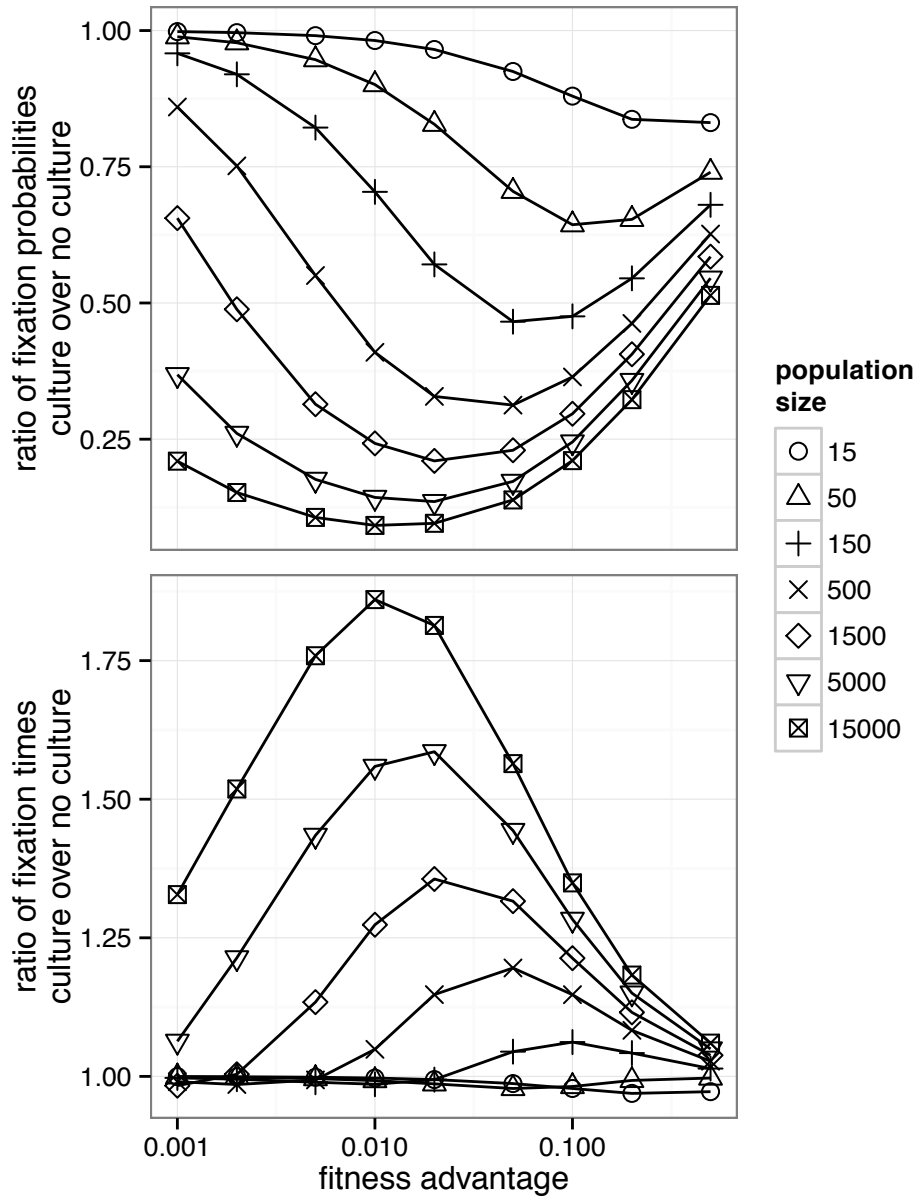 ratio of fixation probabilities
culture over no culture
1.00
0.75
0.50
0.25
ratio of fixation times
culture over no culture
1.75
1.50
1.25
1.00
0.001
0.010
0.100
fitness advantage
population
size
15
50
150
500
1500
5000
15000